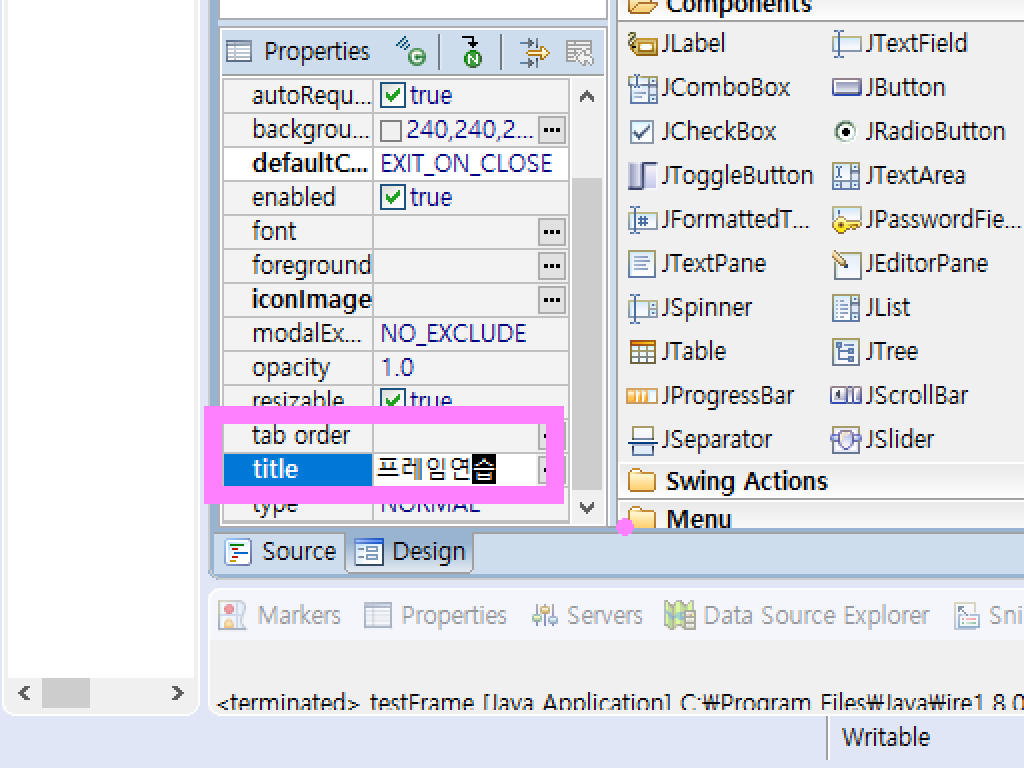 Properties
autoRequ... true
backgrou... 240,240,2... ...
defaultC... EXIT_ON_CLOSE
enabled true
font ...
foreground ...
iconImage ...
modalEx... NO_EXCLUDE
opacity 1.0
resizable true
tab order
title 프레임연습
type NORMAL
Components
JLabel JTextField
JComboBox JButton
JCheckBox JRadioButton
JToggleButton JTextArea
JFormattedT... JPasswordFie...
JTextPane JEditorPane
JSpinner JList
JTable JTree
JProgressBar JScrollBar
JSeparator JSlider
Swing Actions
Menu
Source Design
Markers Properties Servers Data Source Explorer Sni
<terminated> testFrame [Java Application] C:₩Program Files₩Java₩jre1.8.0
Writable